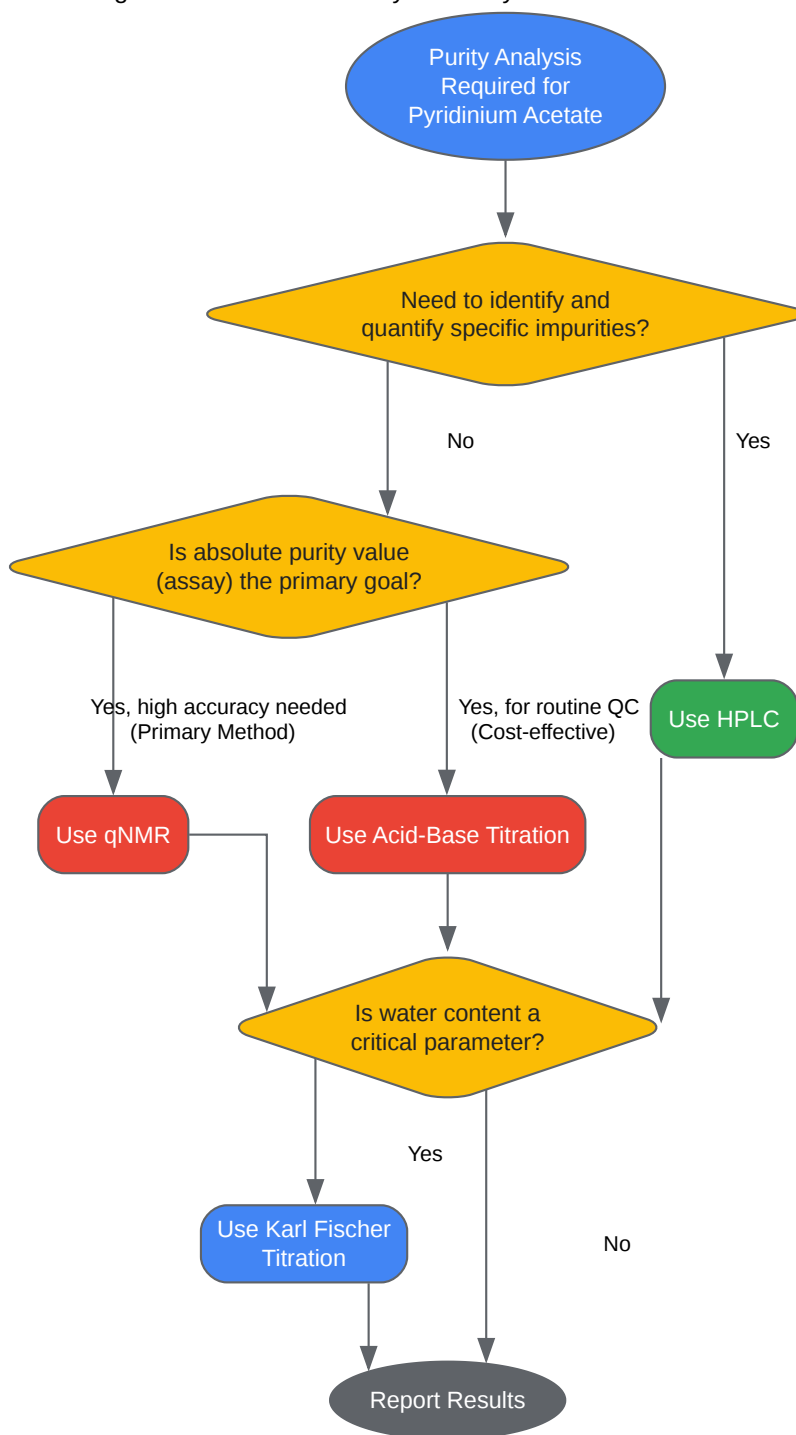 Purity Analysis
Required for
Pyridinium Acetate
Need to identify and
quantify specific impurities?
No
Yes
Is absolute purity value
(assay) the primary goal?
Yes, high accuracy needed
(Primary Method)
Yes, for routine QC
(Cost-effective)
Use HPLC
Use qNMR
Use Acid-Base Titration
Is water content a
critical parameter?
Yes
Use Karl Fischer
Titration
No
Report Results